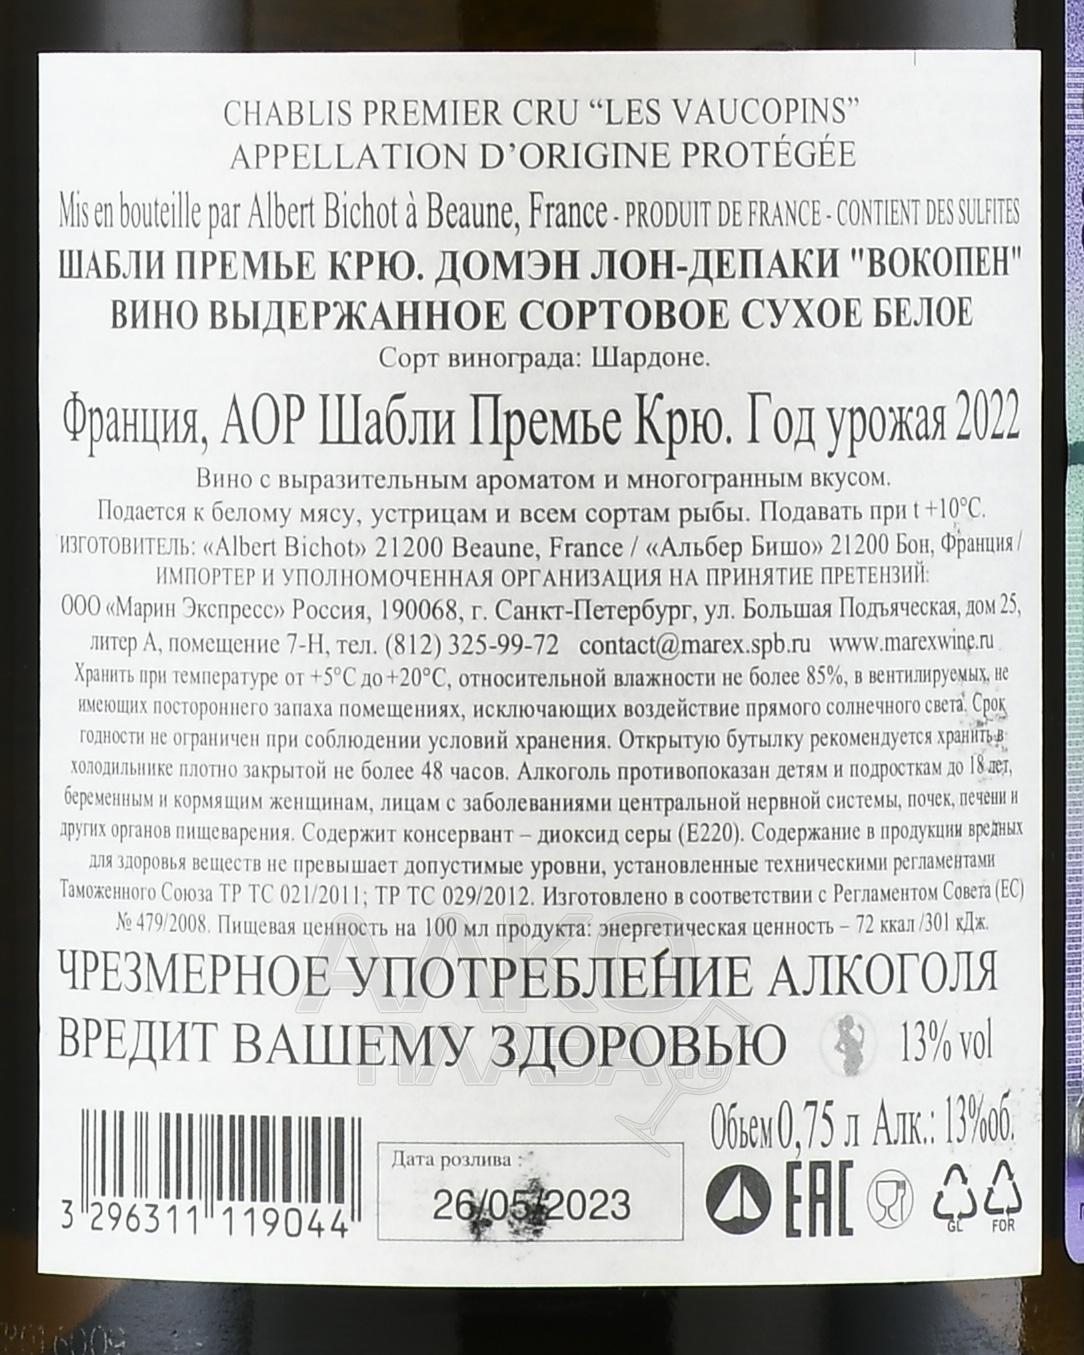 CHABLIS PREMIER CRU “LES VAUCOPINS”
APPELLATION D’ORIGINE PROTÉGÉE
Mis en bouteille par Albert Bichot à Beaune, France - PRODUIT DE FRANCE - CONTIENT DES SULFITES
ШАБЛИ ПРЕМЬЕ КРЮ. ДОМЭН ЛОН-ДЕПАКИ "ВОКОПЕН"
ВИНО ВЫДЕРЖАННОЕ СОРТОВОЕ СУХОЕ БЕЛОЕ
Сорт винограда: Шардоне.
Франция, АОР Шабли Премье Крю. Год урожая 2022
Вино с выразительным ароматом и многогранным вкусом.
Подается к белому мясу, устрицам и всем сортам рыбы. Подавать при t +10°C.
ИЗГОТОВИТЕЛЬ: «Albert Bichot» 21200 Beaune, France / «Альбер Бишо» 21200 Бон, Франция /
ИМПОРТЕР И УПОЛНОМОЧЕННАЯ ОРГАНИЗАЦИЯ НА ПРИНЯТИЕ ПРЕТЕНЗИЙ:
ООО «Марин Экспресс» Россия, 190068, г. Санкт-Петербург, ул. Большая Подъяческая, дом 25,
литер А, помещение 7-Н, тел. (812) 325-99-72 contact@marex.spb.ru www.marexwine.ru
Хранить при температуре от +5°С до +20°С, относительной влажности не более 85%, в вентилируемых, не
имеющих постороннего запаха помещениях, исключающих воздействие прямого солнечного света. Срок
годности не ограничен при соблюдении условий хранения. Открытую бутылку рекомендуется хранить в
холодильнике плотно закрытой не более 48 часов. Алкоголь противопоказан детям и подросткам до 18 лет,
беременным и кормящим женщинам, лицам с заболеваниями центральной нервной системы, почек, печени и
других органов пищеварения. Содержит консервант – диоксид серы (Е220). Содержание в продукции вредных
для здоровья веществ не превышает допустимые уровни, установленные техническими регламентами
Таможенного Союза ТР ТС 021/2011; ТР ТС 029/2012. Изготовлено в соответствии с Регламентом Совета (ЕС)
№ 479/2008. Пищевая ценность на 100 мл продукта: энергетическая ценность – 72 ккал /301 кДж.
ЧРЕЗМЕРНОЕ УПОТРЕБЛЕНИЕ АЛКОГОЛЯ
ВРЕДИТ ВАШЕМУ ЗДОРОВЬЮ 13% vol
АЛКО
ПЛАЗА.ru
Объем 0,75 л Алк.: 13%об.
Дата розлива :
26/05/2023
3 296311 119044
EAC
GL FOR